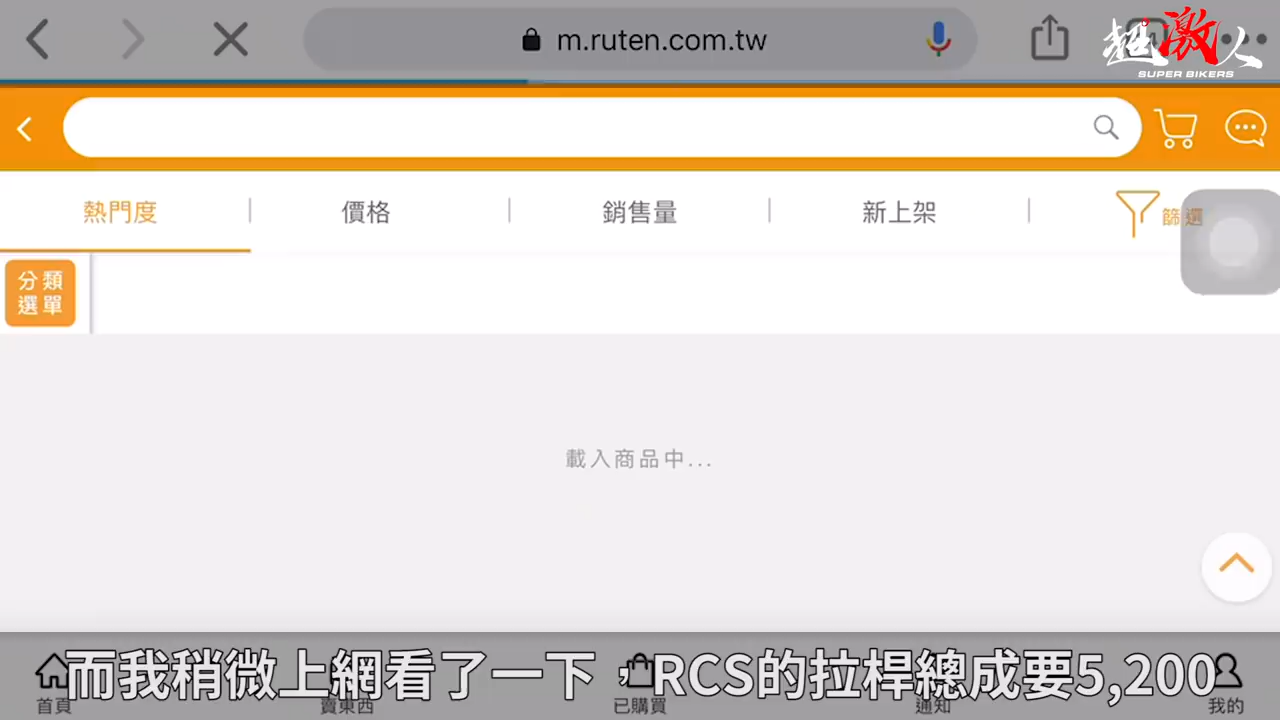 m.ruten.com.tw
超激人
SUPER BIKERS
熱門度
價格
銷售量
新上架
篩選
分類
選單
載入商品中...
而我稍微上網看了一下，RCS的拉桿總成要5,200
首頁
賣東西
已購買
通知
我的